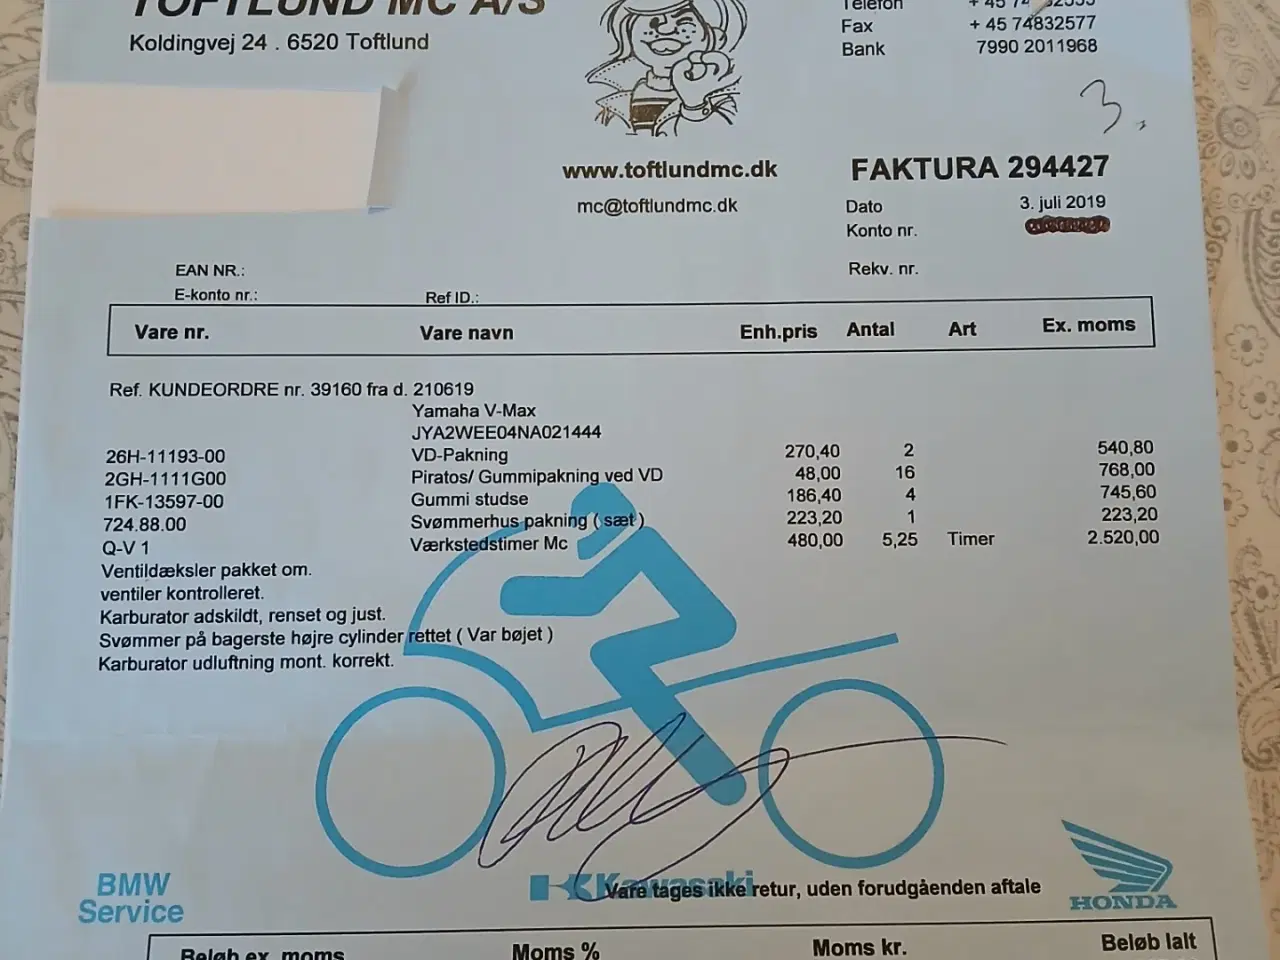 TOFTLUND MC A/S
Koldingvej 24 . 6520 Toftlund
Telefon
Fax + 45 74832577
Bank 7990 2011968
3.
www.toftlundmc.dk
mc@toftlundmc.dk
FAKTURA 294427
Dato 3. juli 2019
Konto nr.
Rekv. nr.
EAN NR.:
E-konto nr.:
Ref ID.:
Vare nr. Vare navn Enh.pris Antal Art Ex. moms
Ref. KUNDEORDRE nr. 39160 fra d. 210619
Yamaha V-Max
JYA2WEE04NA021444
26H-11193-00 VD-Pakning 270,40 2 540,80
2GH-1111G00 Piratos/ Gummipakning ved VD 48,00 16 768,00
1FK-13597-00 Gummi studse 186,40 4 745,60
724.88.00 Svømmerhus pakning ( sæt ) 223,20 1 223,20
Q-V 1 Værkstedstimer Mc 480,00 5,25 Timer 2.520,00
Ventildæksler pakket om.
ventiler kontrolleret.
Karburator adskildt, renset og just.
Svømmer på bagerste højre cylinder rettet ( Var bøjet )
Karburator udluftning mont. korrekt.
BMW
Service
Kawasaki
Vare tages ikke retur, uden forudgåenden aftale
HONDA
Beløb ex. moms Moms % Moms kr. Beløb Ialt